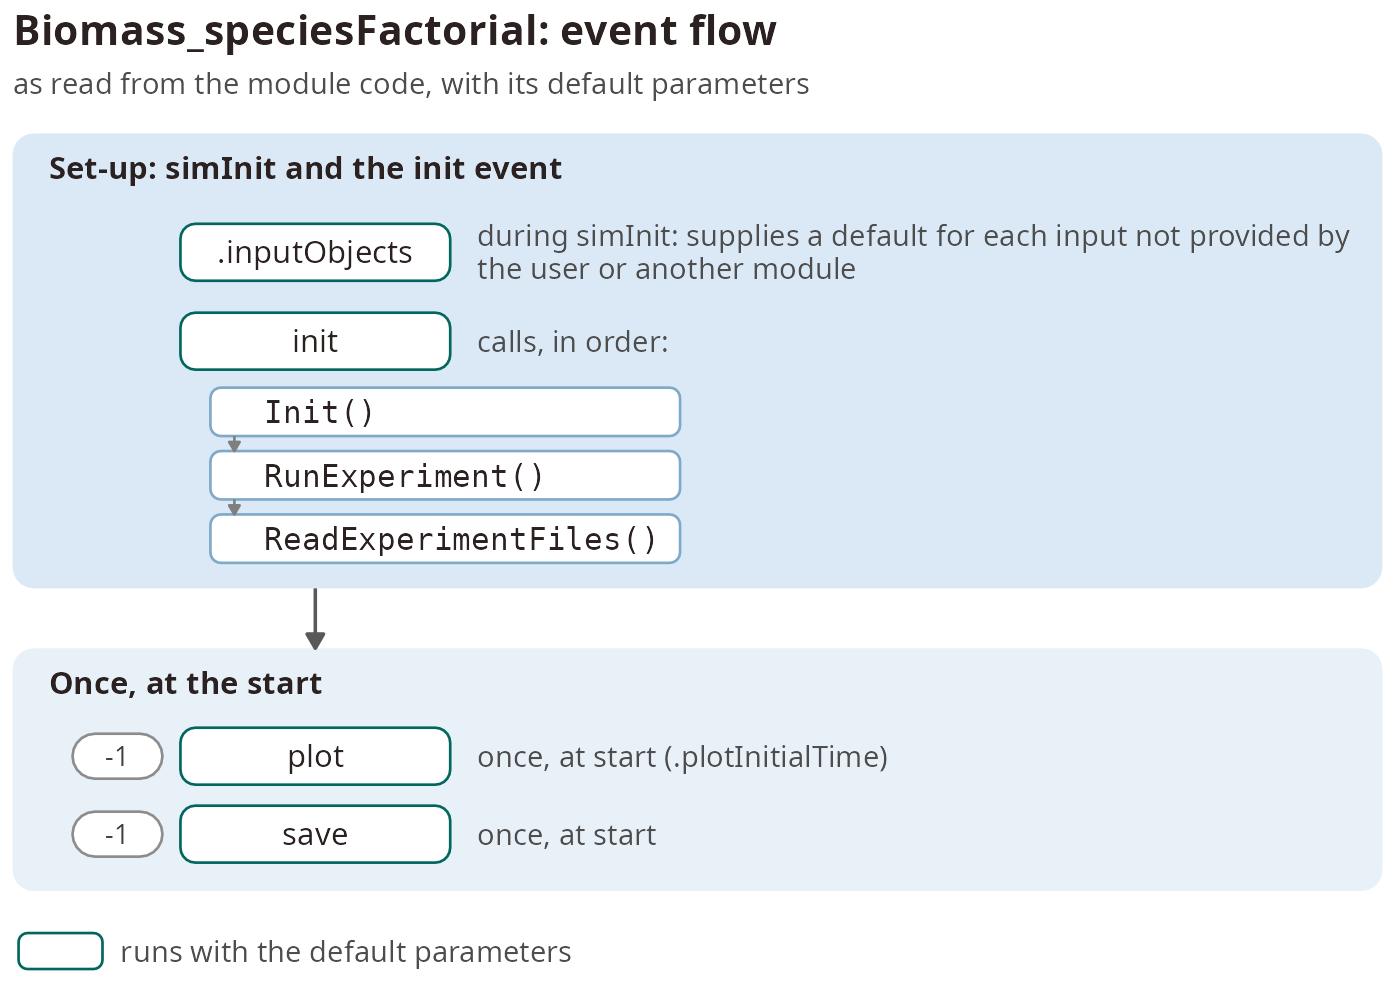 Biomass_speciesFactorial: event flow
as read from the module code, with its default parameters
Set-up: simInit and the init event
.inputObjects
during simInit: supplies a default for each input not provided by
the user or another module
init
calls, in order:
Init()
RunExperiment()
ReadExperimentFiles()
Once, at the start
-1
plot
once, at start (.plotInitialTime)
-1
save
once, at start
runs with the default parameters